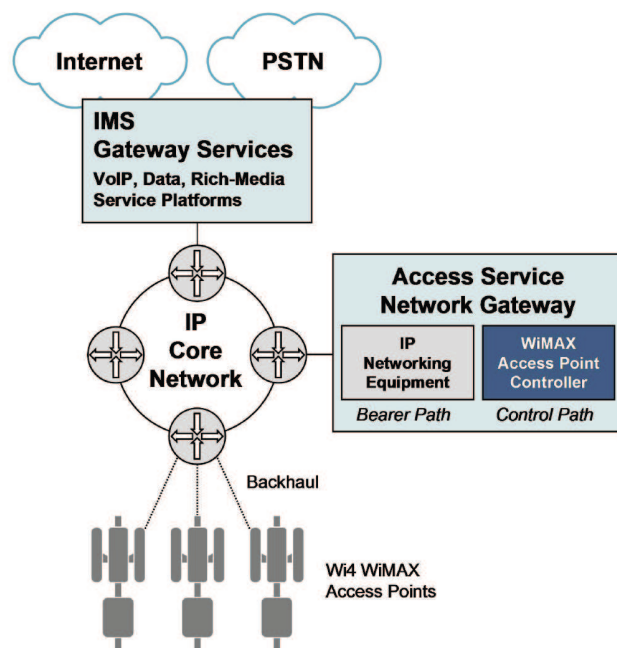 Internet
PSTN
IMS
Gateway Services
VoIP, Data, Rich-Media
Service Platforms
IP
Core
Network
Access Service
Network Gateway
IP
Networking
Equipment
WiMAX
Access Point
Controller
Bearer Path
Control Path
Backhaul
Wi4 WiMAX
Access Points